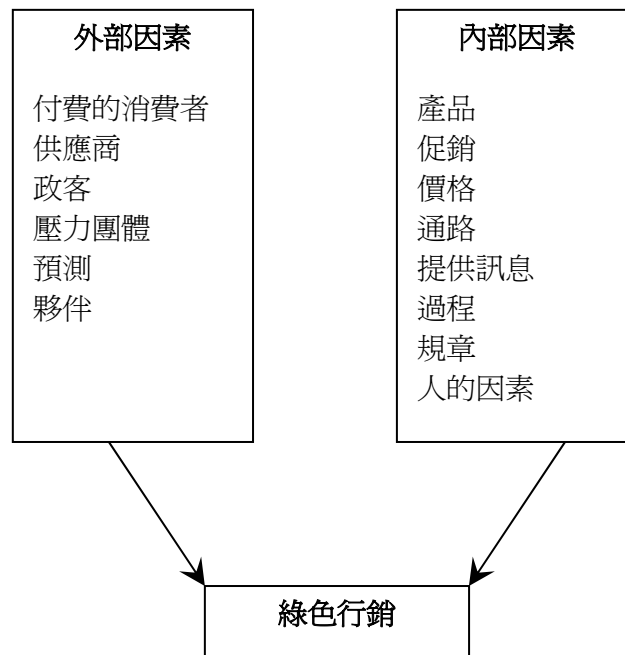 外部因素
付費的消費者
供應商
政客
壓力團體
預測
夥伴
內部因素
產品
促銷
價格
通路
提供訊息
過程
規章
人的因素
綠色行銷